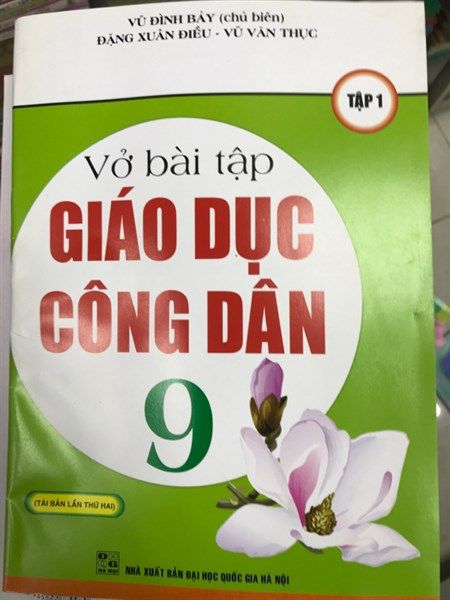 VŨ ĐÌNH BẢY (chủ biên)
ĐẶNG XUÂN ĐIỀU - VŨ VĂN THỤC
TẬP 1
Vở bài tập
GIÁO DỤC
CÔNG DÂN
9
(TÁI BẢN LẦN THỨ HAI)
NHÀ XUẤT BẢN ĐẠI HỌC QUỐC GIA HÀ NỘI